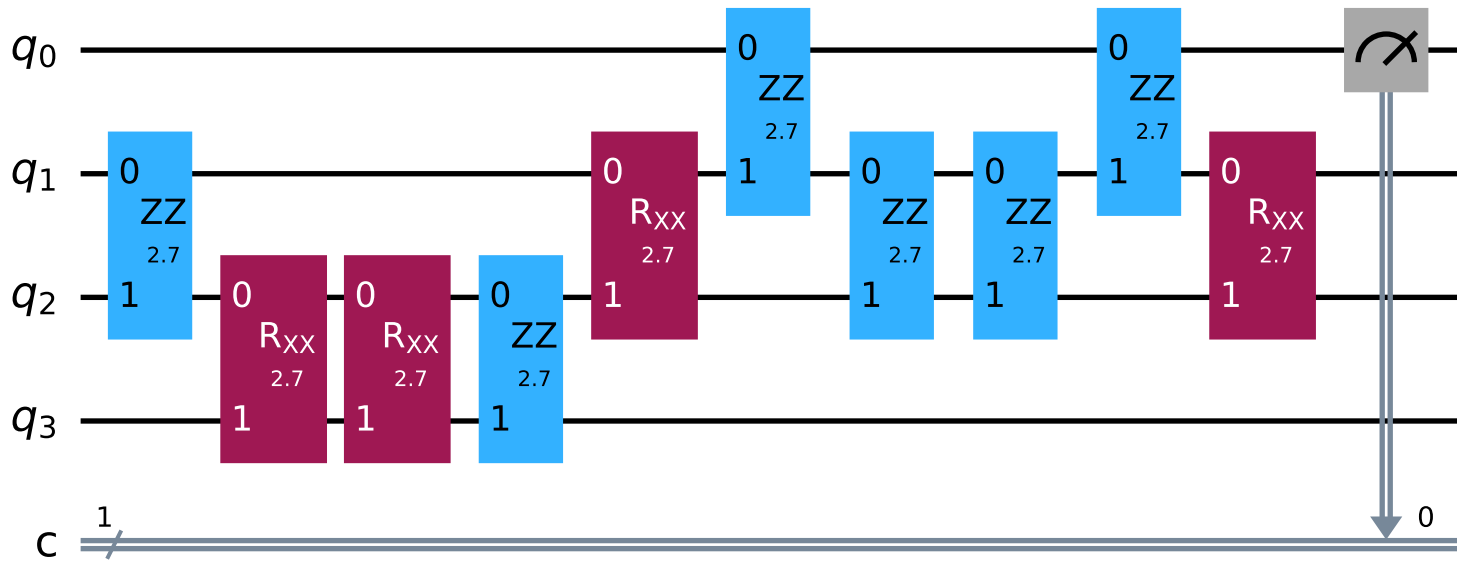 q0 0 ZZ 2.7 1 0 ZZ 2.7 1
q1 0 ZZ 2.7 1 0 RXX 2.7 1 0 ZZ 2.7 1 0 ZZ 2.7 1 0 RXX 2.7 1
q2 0 RXX 2.7 1 0 RXX 2.7 1 0 ZZ 2.7 1
q3
c 1 0